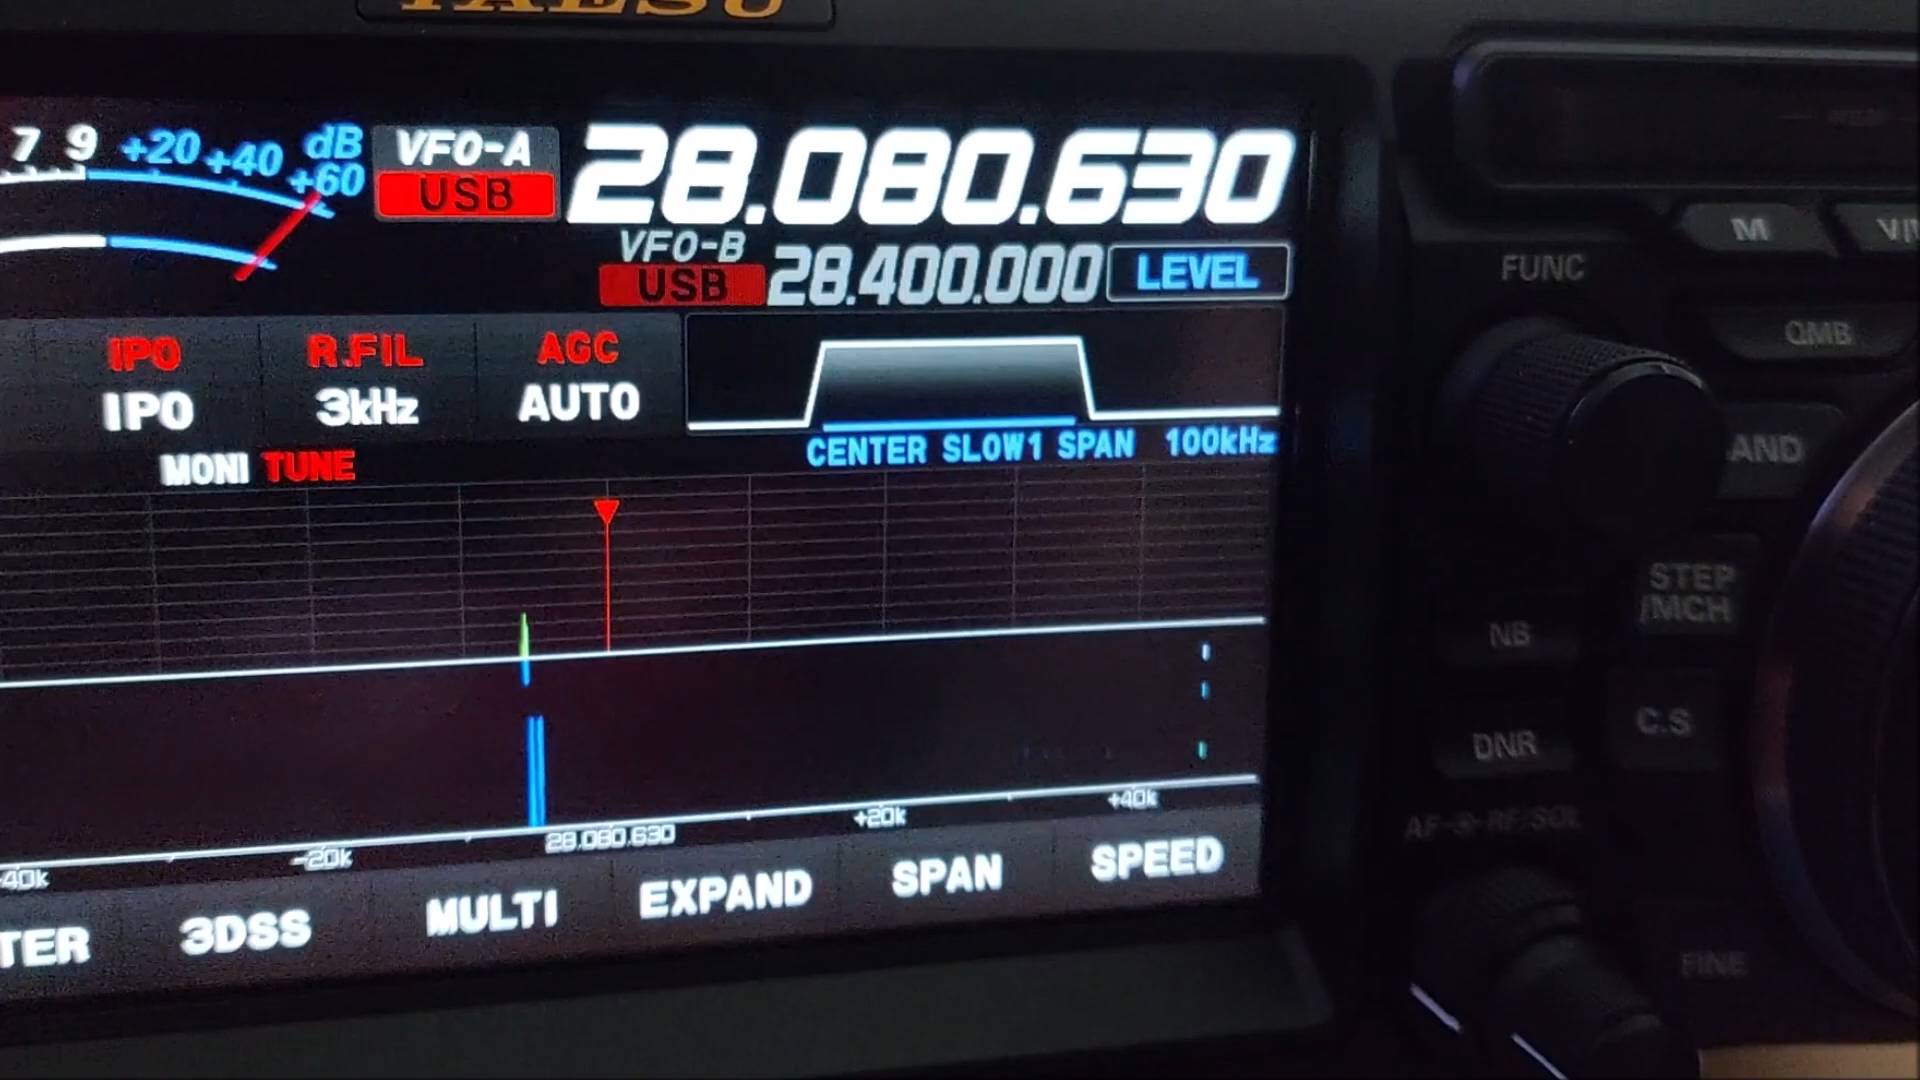 YAESU
7 9 +20 +40 dB +60
VFO-A 28.080.630
USB
VFO-B
USB 28.400.000 LEVEL
IPO R.FIL AGC
IPO 3kHz AUTO
CENTER SLOW1 SPAN 100kHz
MONI TUNE
-40k -20k 28.080.630 +20k +40k
TER 3DSS MULTI EXPAND SPAN SPEED
M V/M
FUNC
QMB
AND
STEP
/MCH
NB
C.S
DNR
AF RF/SQL
FINE